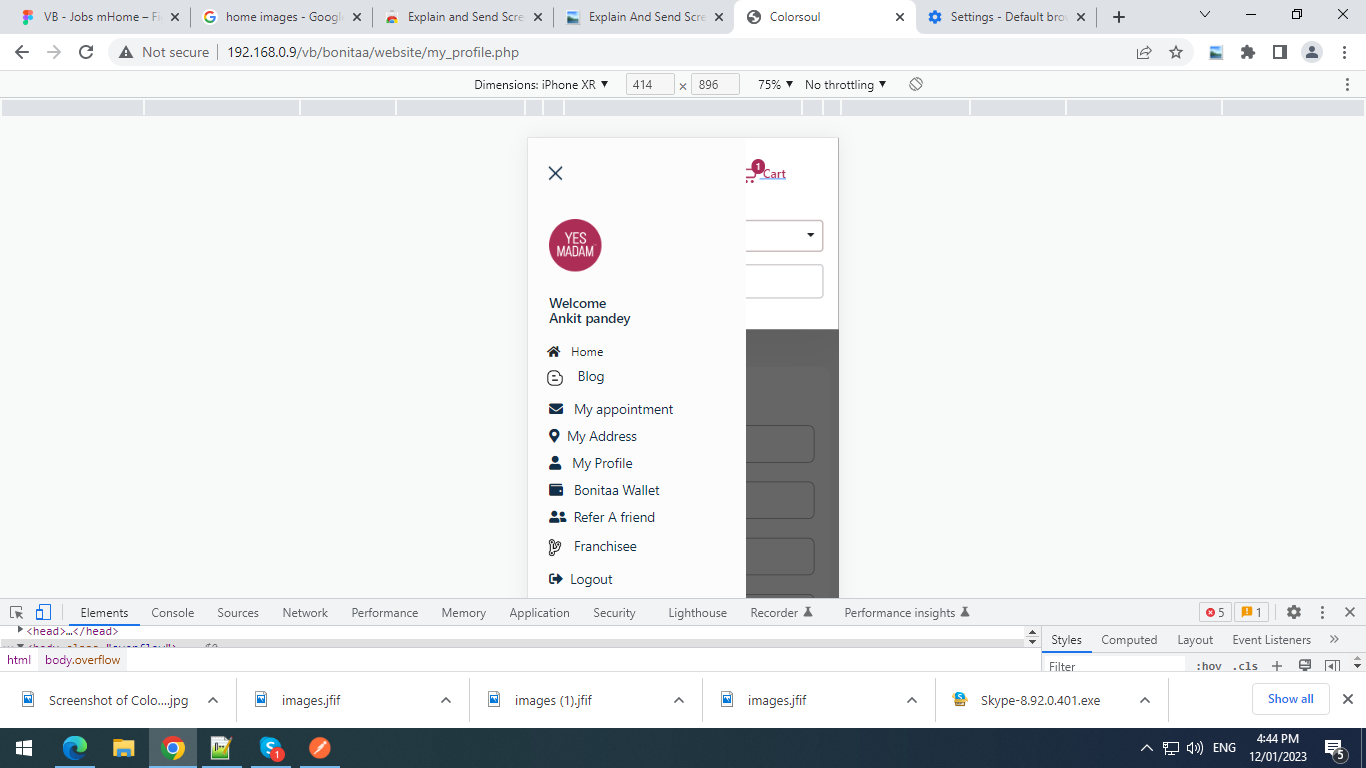 VB - Jobs mHome – Fi
home images - Googl
Explain and Send Scre
Explain And Send Scre
Colorsoul
Settings - Default bro
Not secure
192.168.0.9/vb/bonitaa/website/my_profile.php
Dimensions: iPhone XR
414
896
75%
No throttling
1
Cart
YES
MADAM
Welcome
Ankit pandey
Home
Blog
My appointment
My Address
My Profile
Bonitaa Wallet
Refer A friend
Franchisee
Logout
Elements
Console
Sources
Network
Performance
Memory
Application
Security
Lighthouse
Recorder
Performance insights
5
1
<head>…</head>
<body class="overflow"> == $0
Styles
Computed
Layout
Event Listeners
html
body.overflow
Filter
:hov
.cls
Screenshot of Colo....jpg
images.jfif
images (1).jfif
images.jfif
Skype-8.92.0.401.exe
Show all
1
ENG
4:44 PM
12/01/2023
5